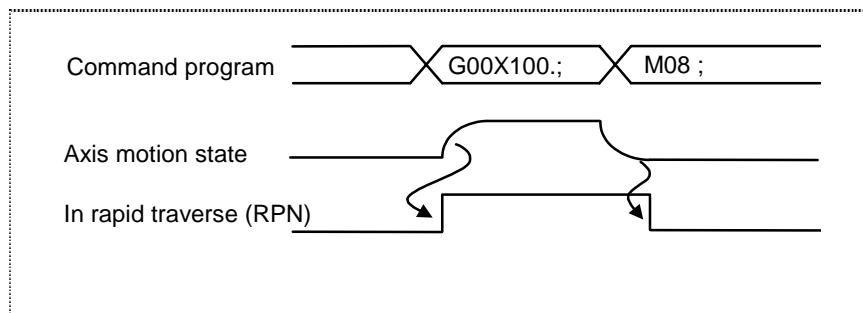 Command program
G00X100.;
M08 ;
Axis motion state
In rapid traverse (RPN)